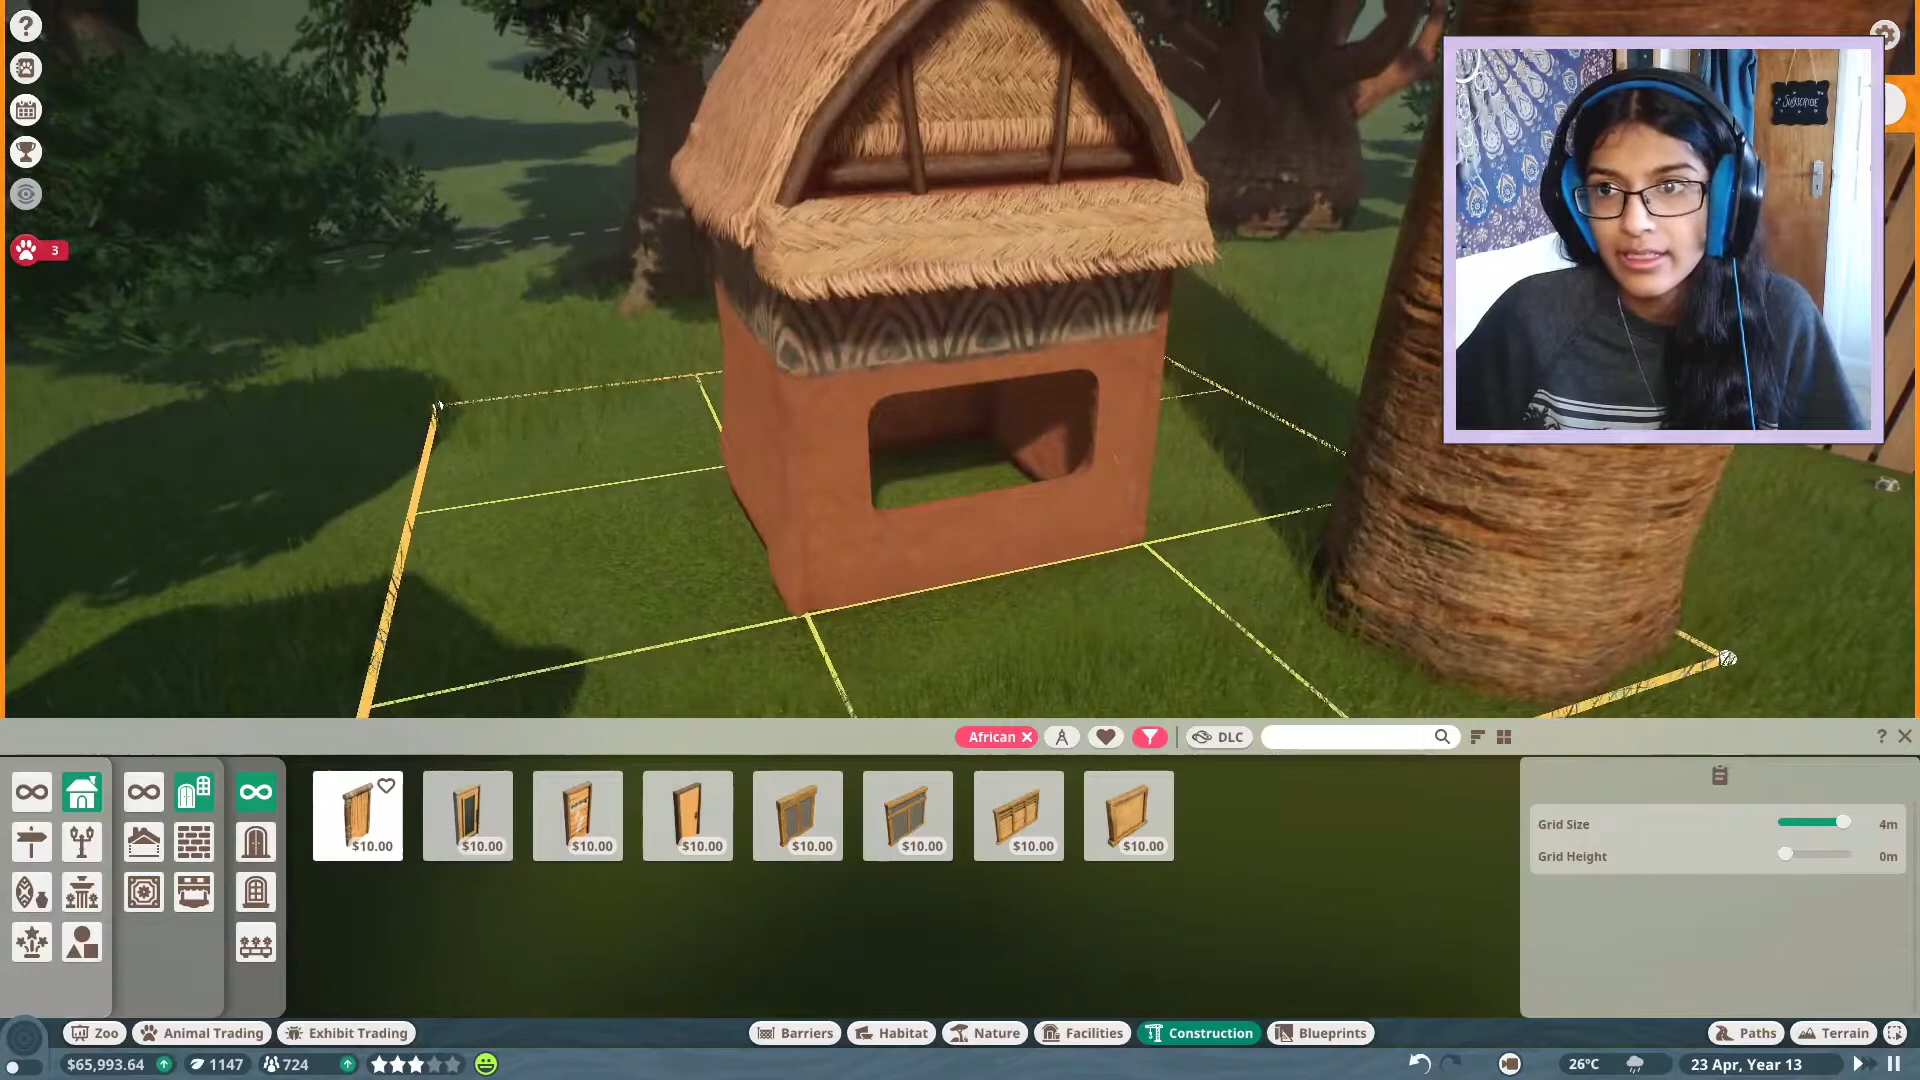 SUBSCRIBE
3
African
DLC
$10.00 $10.00 $10.00 $10.00 $10.00 $10.00 $10.00 $10.00
Grid Size 4m
Grid Height 0m
Zoo Animal Trading Exhibit Trading Barriers Habitat Nature Facilities Construction Blueprints Paths Terrain
$65,993.64 1147 724 26°C 23 Apr, Year 13